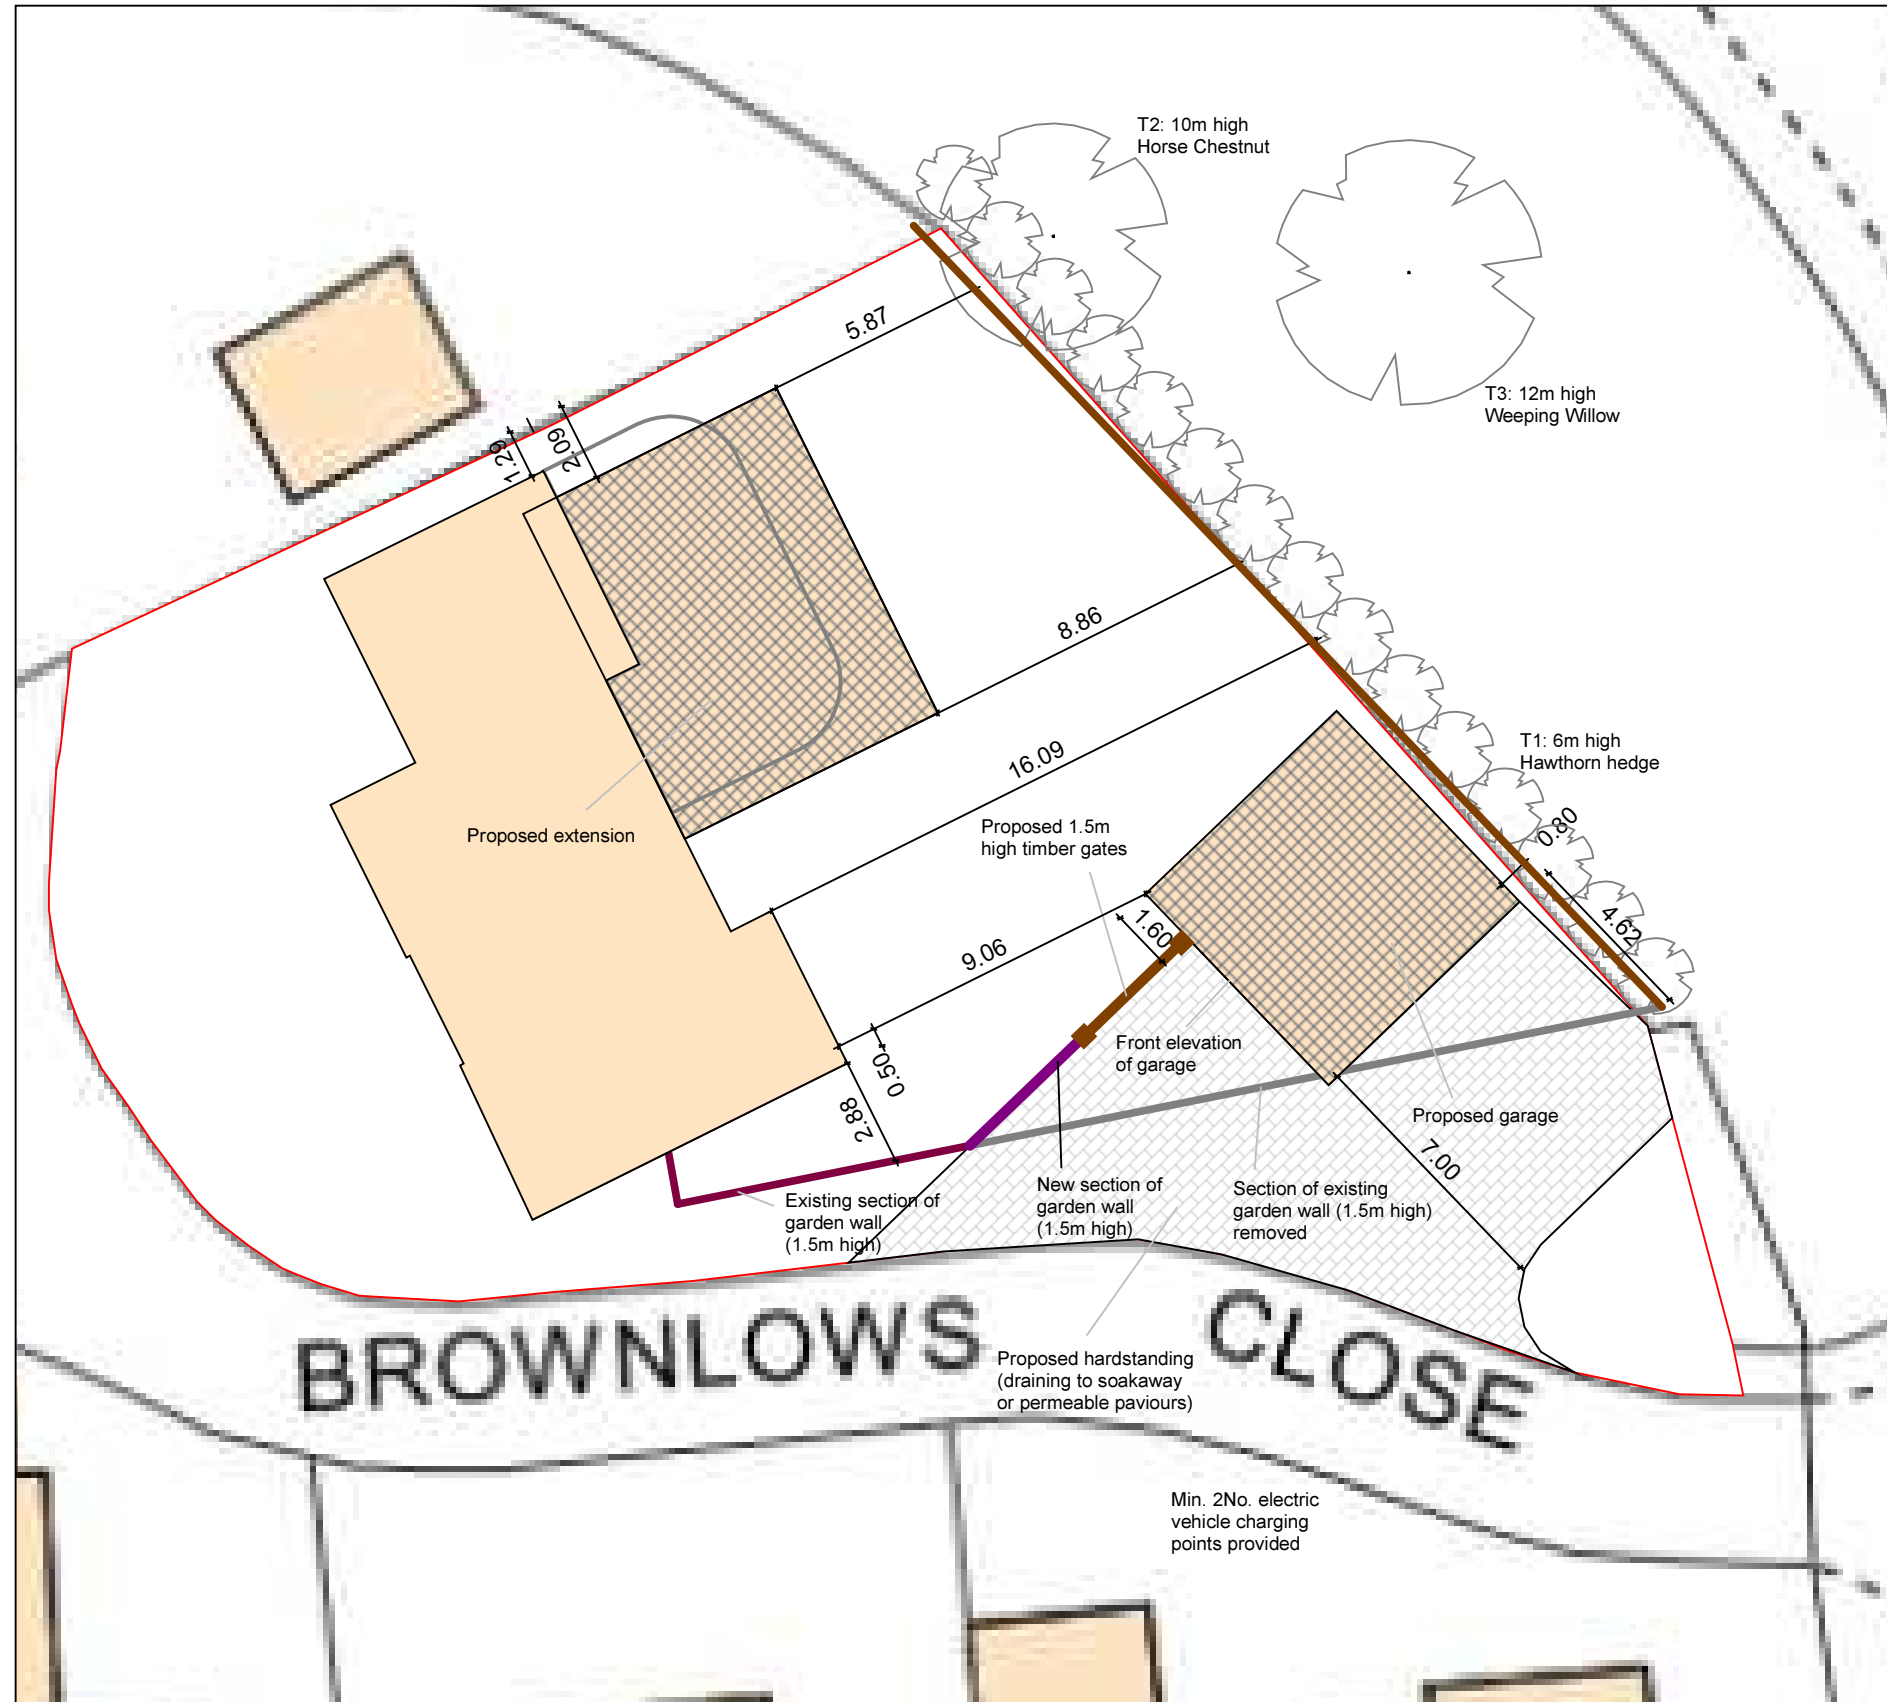 T2: 10m high
Horse Chestnut
T3: 12m high
Weeping Willow
5.87
1.29
2.09
8.86
16.09
T1: 6m high
Hawthorn hedge
0.80
4.62
Proposed extension
Proposed 1.5m
high timber gates
1.60
9.06
0.50
2.88
Front elevation
of garage
Proposed garage
7.00
Existing section of
garden wall
(1.5m high)
New section of
garden wall
(1.5m high)
Section of existing
garden wall (1.5m high)
removed
BROWNLOWS CLOSE
Proposed hardstanding
(draining to soakaway
or permeable paviours)
Min. 2No. electric
vehicle charging
points provided